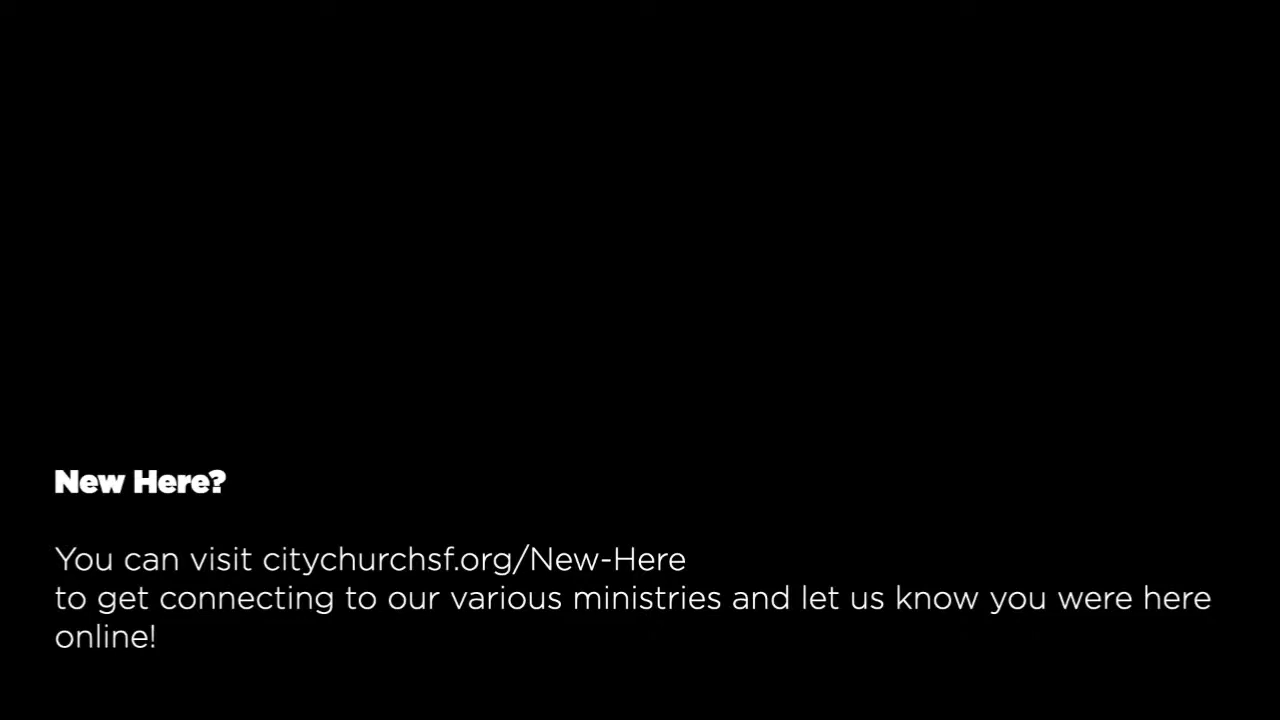 New Here?
You can visit citychurchsf.org/New-Here
to get connecting to our various ministries and let us know you were here
online!